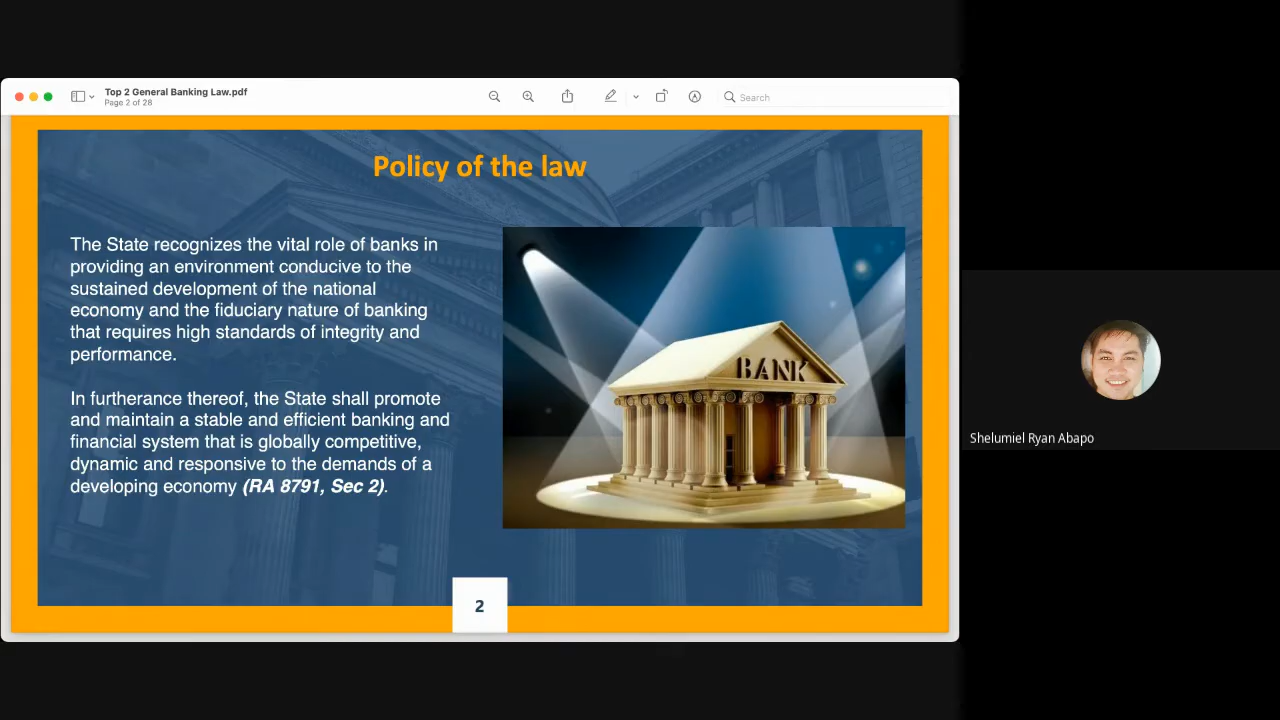 Top 2 General Banking Law.pdf
Page 2 of 28
Search
Policy of the law
The State recognizes the vital role of banks in
providing an environment conducive to the
sustained development of the national
economy and the fiduciary nature of banking
that requires high standards of integrity and
performance.
In furtherance thereof, the State shall promote
and maintain a stable and efficient banking and
financial system that is globally competitive,
dynamic and responsive to the demands of a
developing economy (RA 8791, Sec 2).
BANK
2
Shelumiel Ryan Abapo